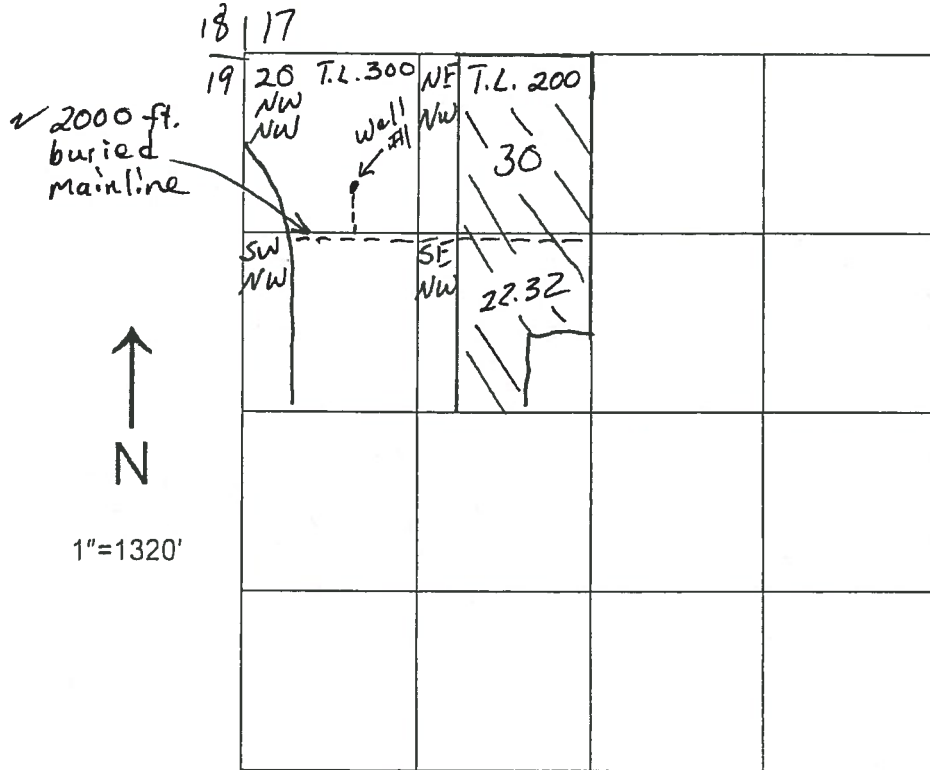 18 | 17
19 | 20 T.L. 300 NE T.L. 200
NW NW
NW
Well
#1
30
~ 2000 ft.
buried
mainline
SW SE
NW NW
22.32
N
1"=1320'